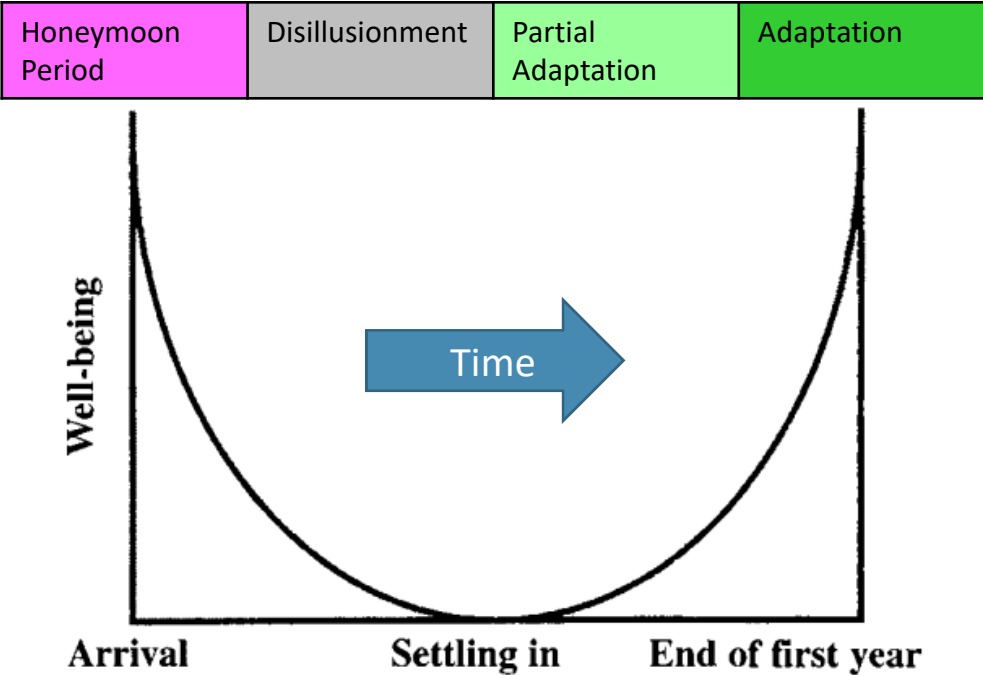 Honeymoon
Period
Disillusionment
Partial
Adaptation
Adaptation
Well-being
Time
Arrival
Settling in
End of first year